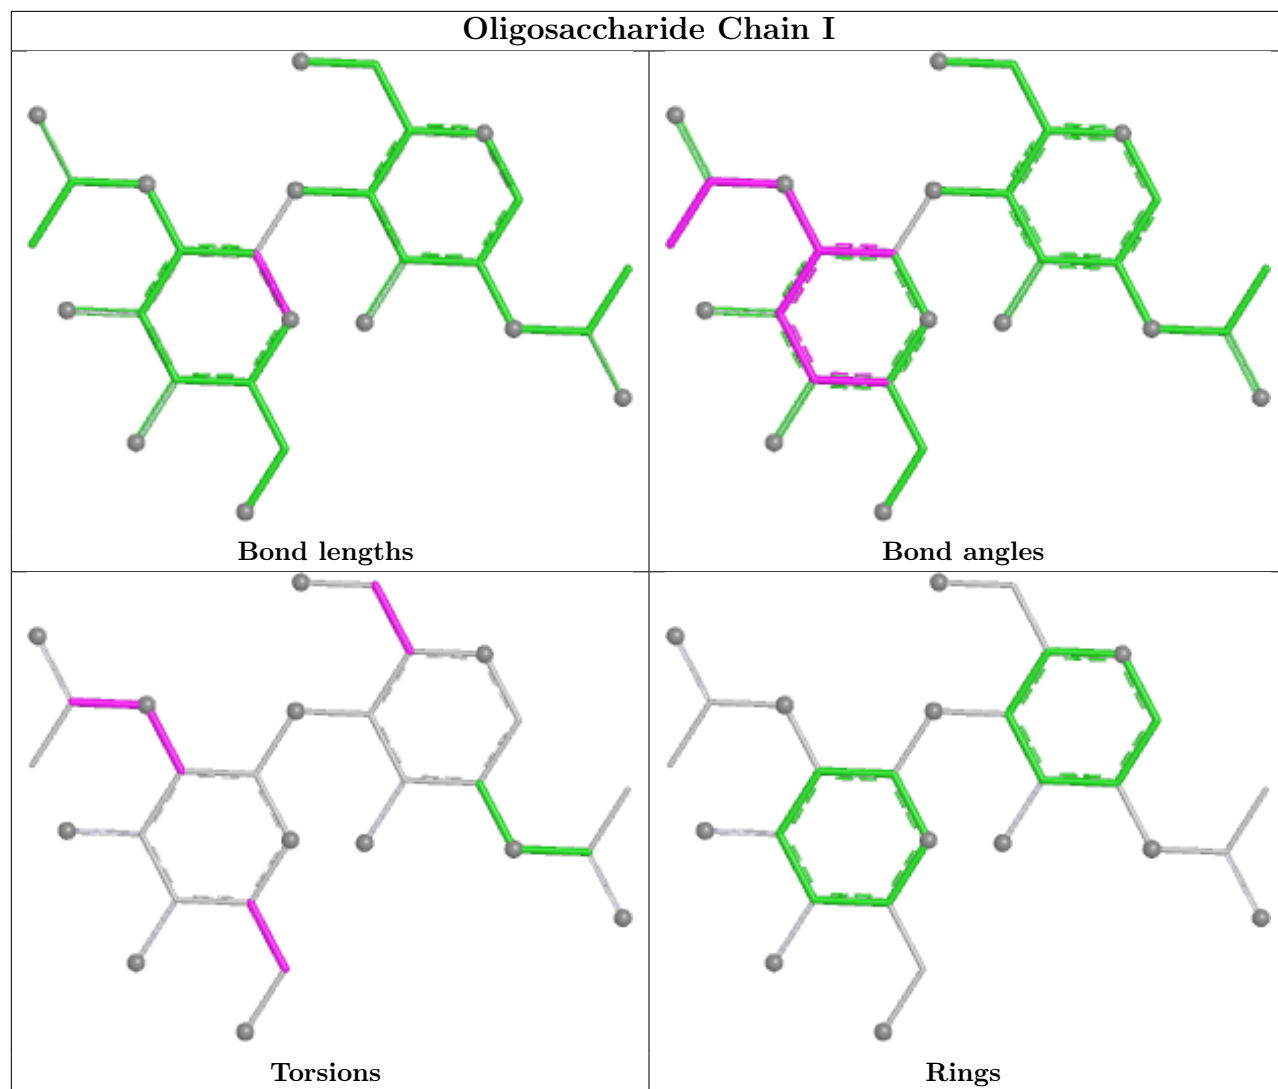 Oligosaccharide Chain I
Bond lengths
Bond angles
Torsions
Rings